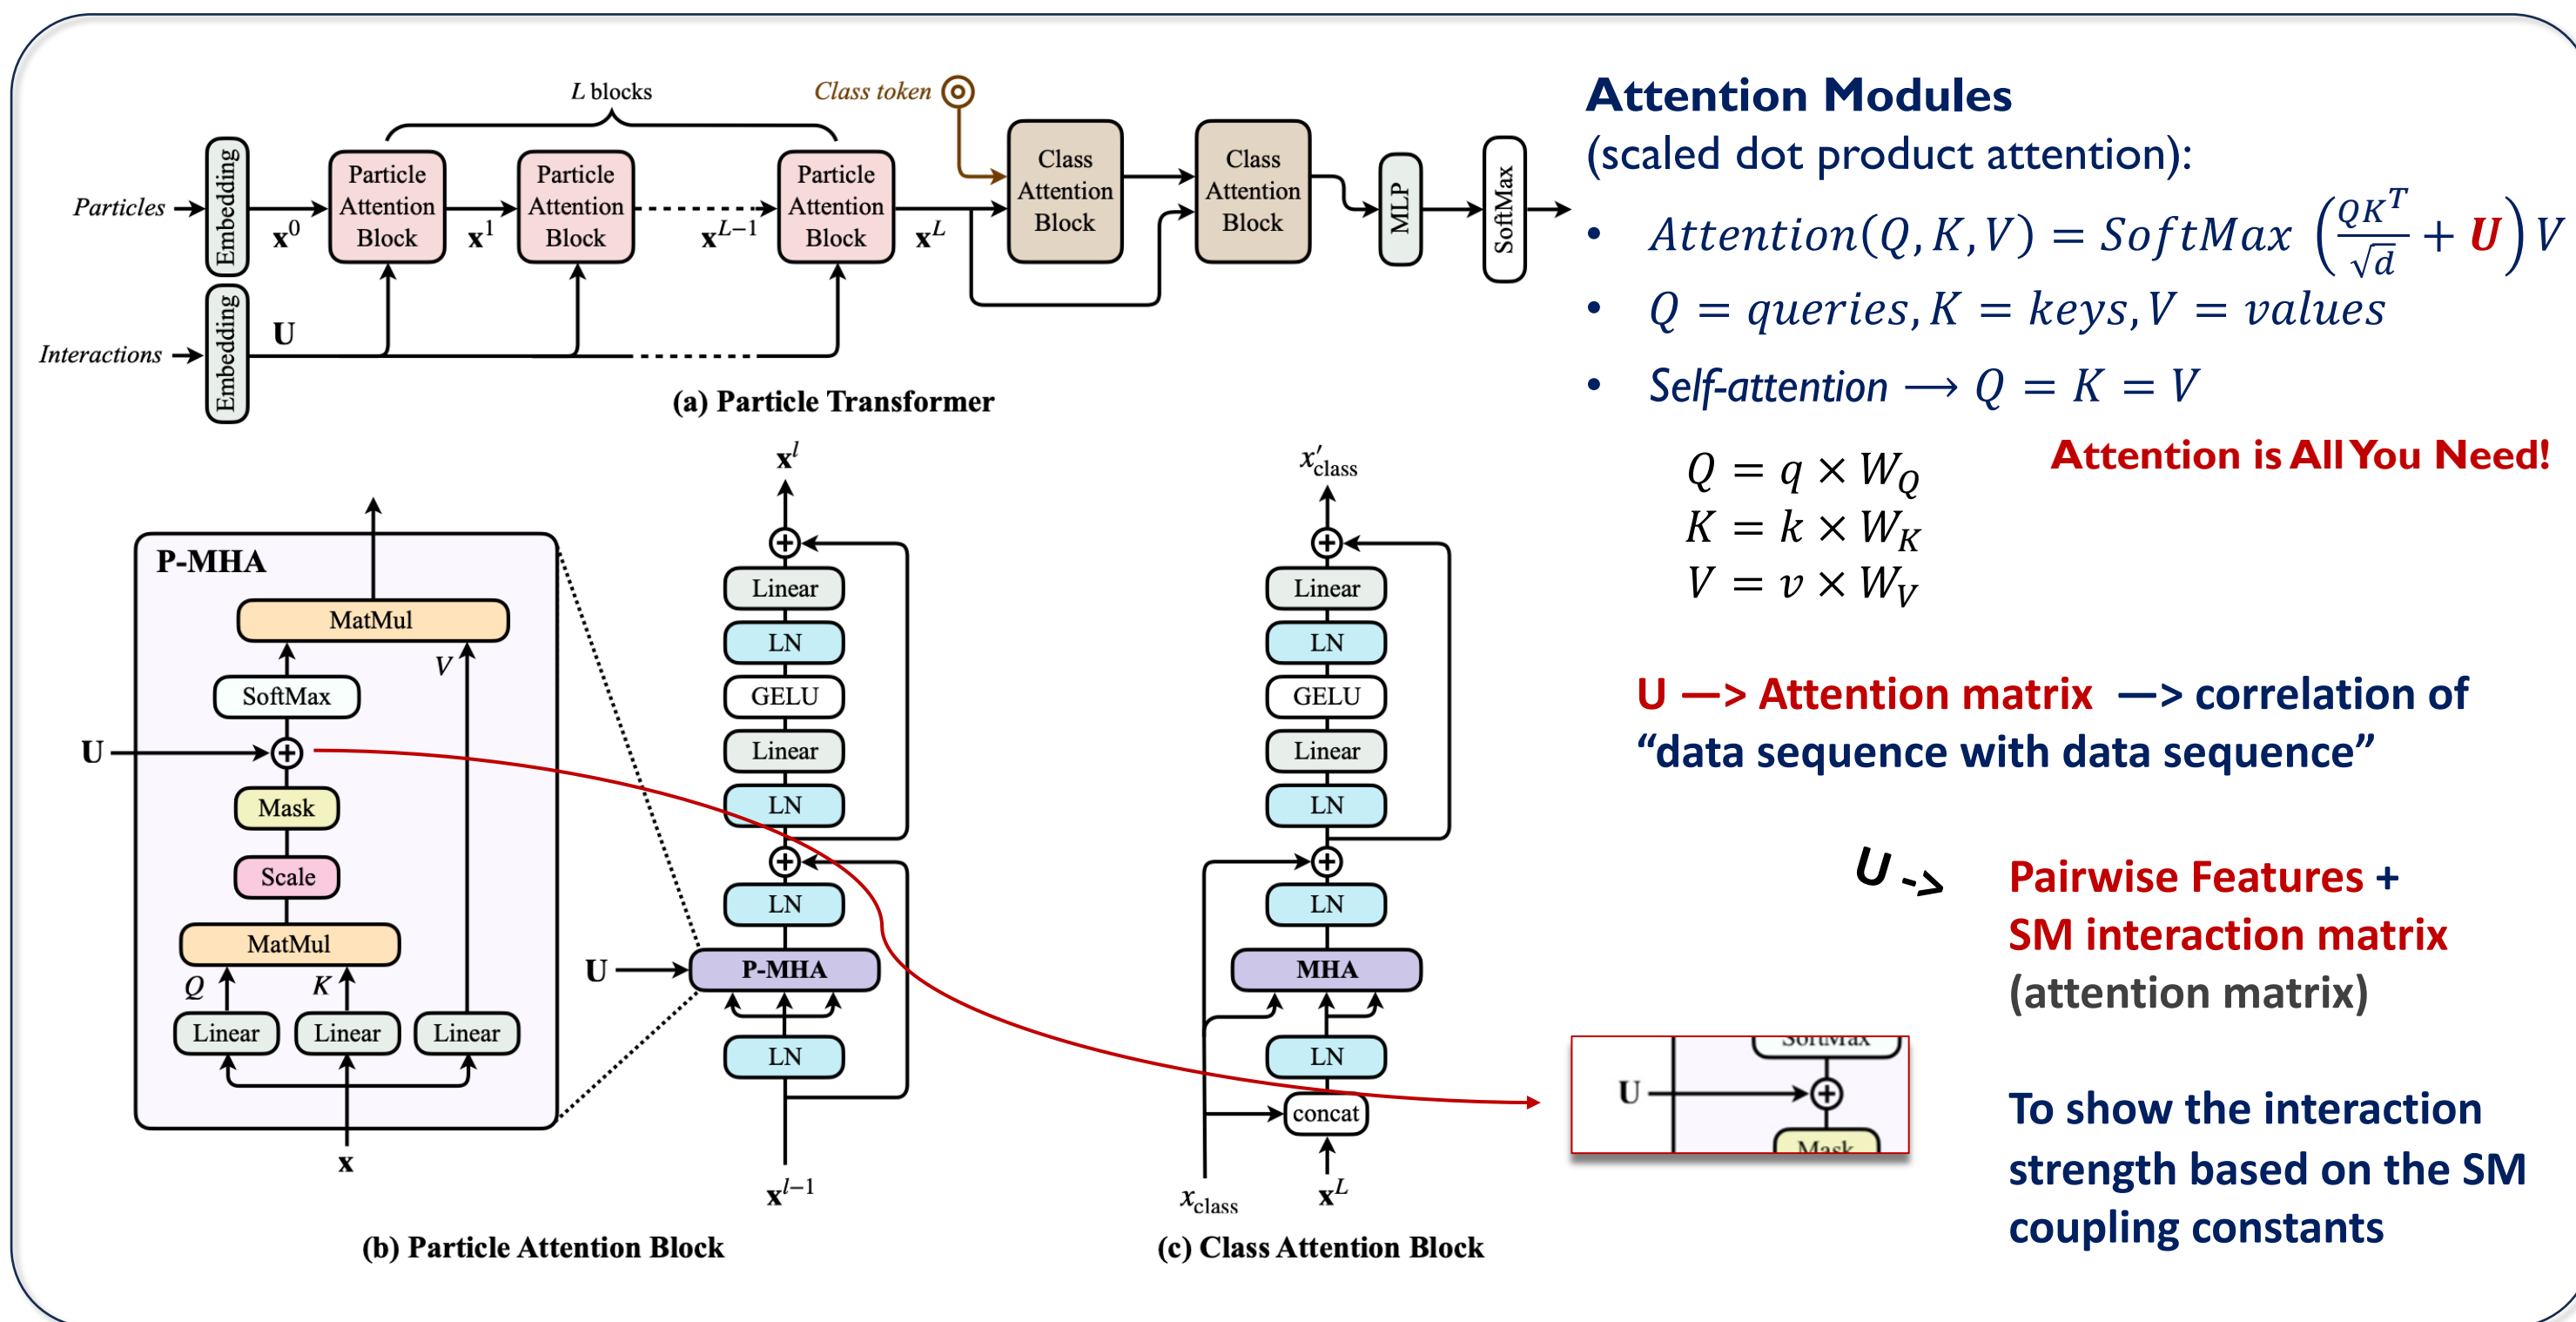 L blocks
Class token
Particles
Embedding
x⁰
Particle
Attention
Block
x¹
Particle
Attention
Block
x^{L−1}
Particle
Attention
Block
x^L
Class
Attention
Block
Class
Attention
Block
MLP
SoftMax
Interactions
Embedding
U
(a) Particle Transformer
P-MHA
MatMul
V
SoftMax
U
Mask
Scale
MatMul
Q
K
Linear
Linear
Linear
x
x^l
Linear
LN
GELU
Linear
LN
LN
U
P-MHA
LN
x^{l−1}
(b) Particle Attention Block
x′_class
Linear
LN
GELU
Linear
LN
LN
MHA
LN
concat
x_class
x^L
(c) Class Attention Block
Attention Modules
(scaled dot product attention):
• Attention(Q, K, V) = SoftMax (QK^T/√d + U) V
• Q = queries, K = keys, V = values
• Self-attention ⟶ Q = K = V
Q = q × W_Q
K = k × W_K
V = v × W_V
Attention is All You Need!
U —> Attention matrix —> correlation of
“data sequence with data sequence”
U ->
Pairwise Features +
SM interaction matrix
(attention matrix)
SoftMax
U
Mask
To show the interaction
strength based on the SM
coupling constants